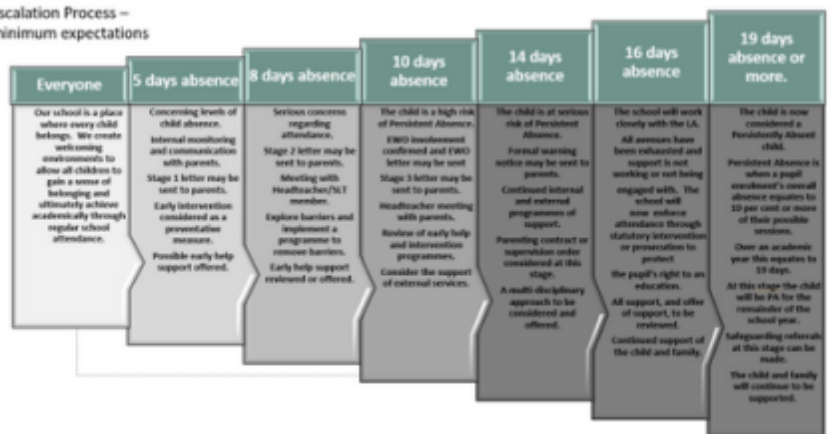 scalation Process –
minimum expectations
Everyone
Our school is a place
where every child
belongs. We create
welcoming
environments to
allow all children to
gain a sense of
belonging and
ultimately achieve
academically through
regular school
attendance.
5 days absence
Concerning levels of
child absence.
Internal monitoring
and communication
with parents.
Stage 1 letter may be
sent to parents.
Early intervention
considered as a
preventative
measure.
Possible early help
support offered.
8 days absence
Serious concerns
regarding
attendance.
Stage 2 letter may be
sent to parents.
Meeting with
Headteacher/SLT
member.
Explore barriers and
implement a
programme to
remove barriers.
Early help support
reviewed or offered.
10 days
absence
The child is a high risk
of Persistent Absence.
EWO involvement
confirmed and EWO
letter may be sent
Stage 3 letter may be
sent to parents.
Headteacher meeting
with parents.
Review of early help
and intervention
programmes.
Consider the support
of external services.
14 days
absence
The child is at serious
risk of Persistent
Absence.
Formal warning
notice may be sent to
parents.
Continued internal
and external
programmes of
support.
Parenting contract or
supervision order
considered at this
stage.
A multi-disciplinary
approach to be
considered and
offered.
16 days
absence
The school will work
closely with the LA.
All avenues have
been exhausted and
support is not
working or not being
engaged with. The
school will
now enforce
attendance through
statutory intervention
or prosecution to
protect
the pupil's right to an
education.
All support, and offer
of support, to be
reviewed.
Continued support of
the child and family.
19 days
absence or
more.
The child is now
considered a
Persistently Absent
child.
Persistent Absence is
when a pupil
enrolment's overall
absence equates to
10 per cent or more
of their possible
sessions.
Over an academic
year this equates to
19 days.
At this stage the child
will be PA for the
remainder of the
school year.
Safeguarding referrals
at this stage can be
made.
The child and family
will continue to be
supported.